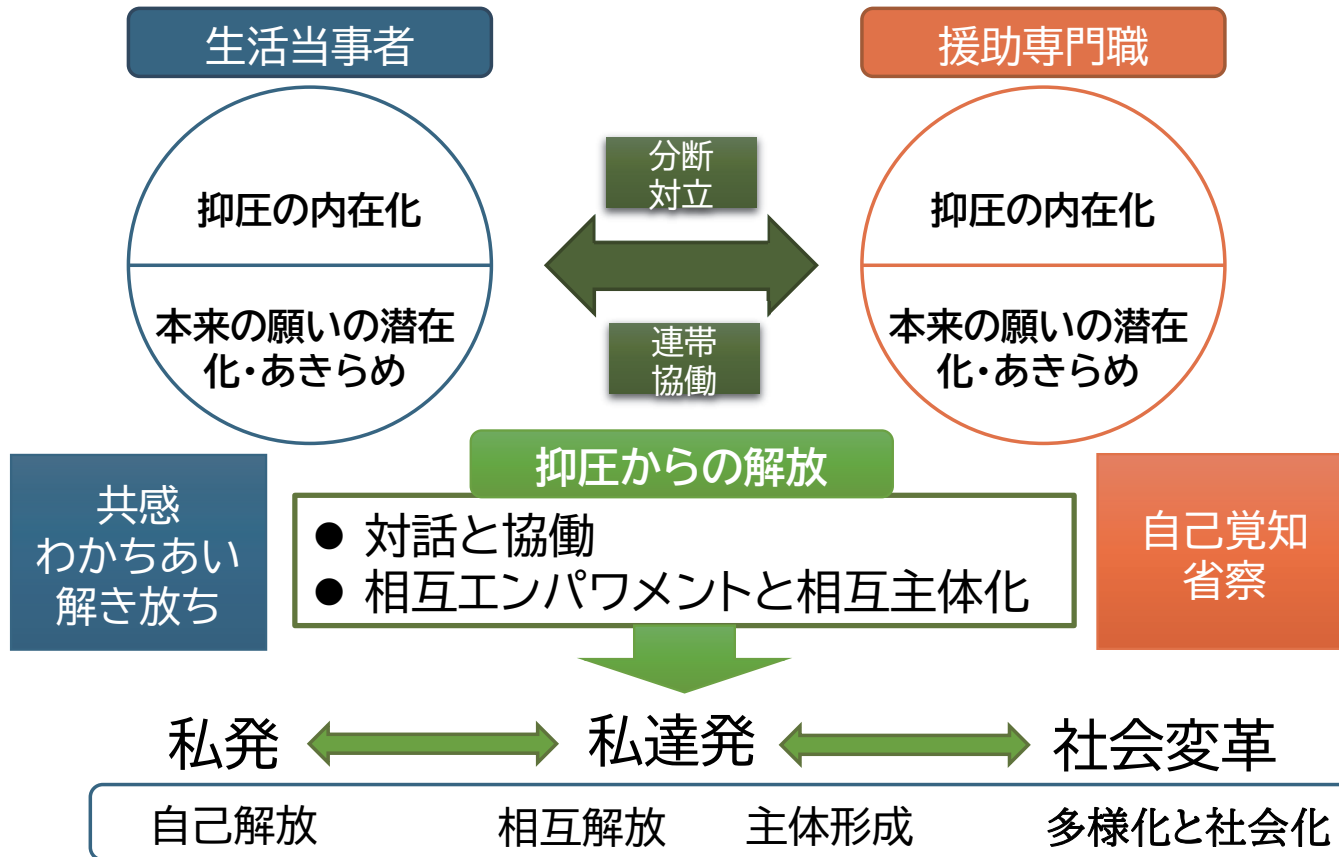 生活当事者
援助専門職
抑圧の内在化
本来の願いの潜在
化・あきらめ
分断
対立
連帯
協働
抑圧の内在化
本来の願いの潜在
化・あきらめ
共感
わかちあい
解き放ち
抑圧からの解放
● 対話と協働
● 相互エンパワメントと相互主体化
自己覚知
省察
私発
私達発
社会変革
自己解放
相互解放
主体形成
多様化と社会化